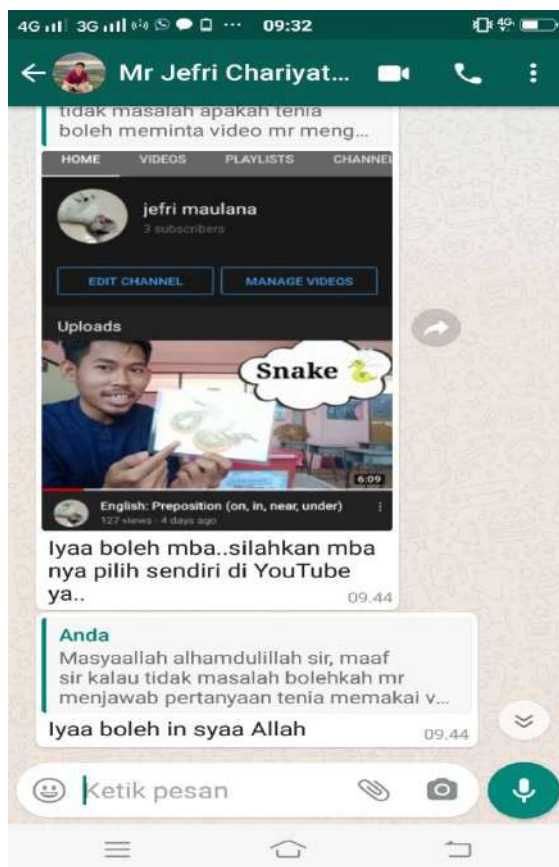 4G 3G ... 09:32 4G
Mr Jefri Chariyat...
tidak masalah apakah tenia
boleh meminta video mr meng...
HOME VIDEOS PLAYLISTS CHANNEL
jefri maulana
3 subscribers
EDIT CHANNEL MANAGE VIDEOS
Uploads
Snake
6:09
English: Preposition (on, in, near, under)
127 views · 4 days ago
Iyaa boleh mba..silahkan mba
nya pilih sendiri di YouTube
ya.. 09.44
Anda
Masyaallah alhamdulillah sir, maaf
sir kalau tidak masalah bolehkah mr
menjawab pertanyaan tenia memakai v...
Iyaa boleh in syaa Allah 09.44
Ketik pesan